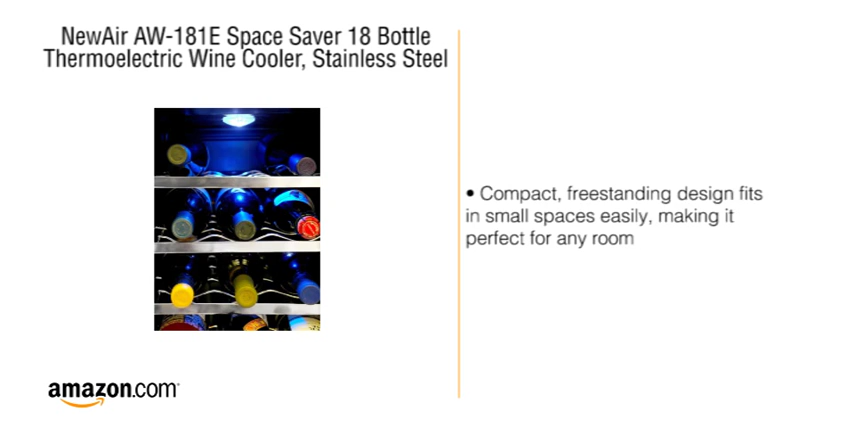 NewAir AW-181E Space Saver 18 Bottle
Thermoelectric Wine Cooler, Stainless Steel
• Compact, freestanding design fits
in small spaces easily, making it
perfect for any room
amazon.com